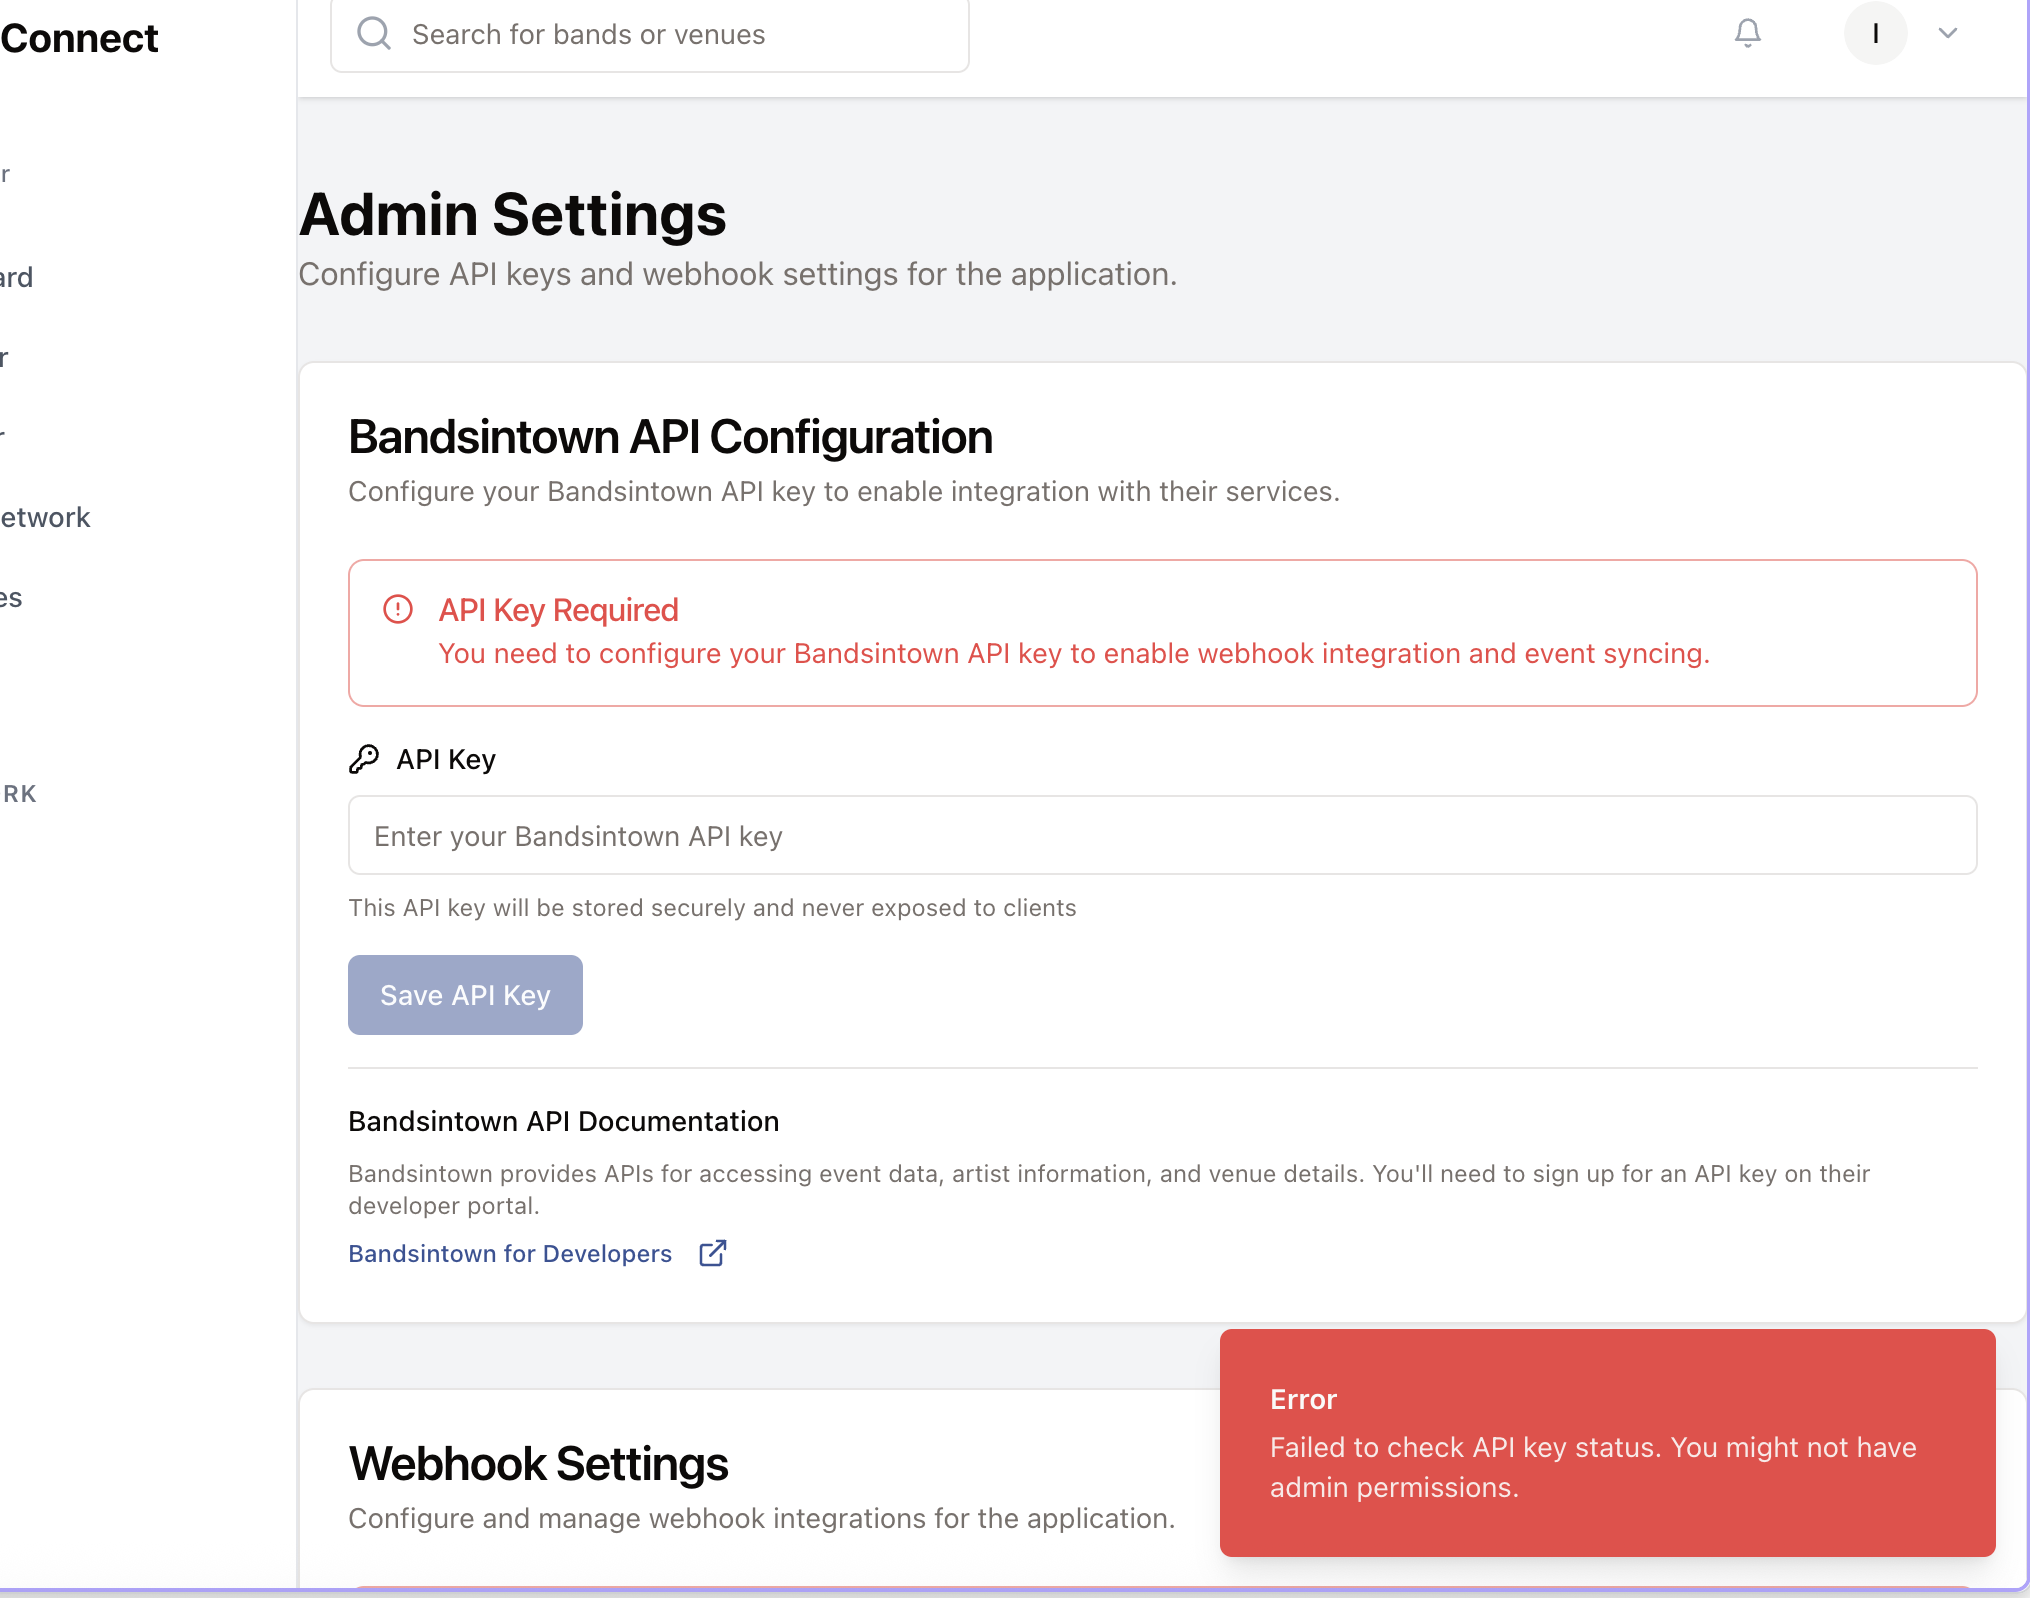 Connect
Search for bands or venues
I
r
ard
r
r
etwork
es
RK
Admin Settings
Configure API keys and webhook settings for the application.
Bandsintown API Configuration
Configure your Bandsintown API key to enable integration with their services.
API Key Required
You need to configure your Bandsintown API key to enable webhook integration and event syncing.
API Key
Enter your Bandsintown API key
This API key will be stored securely and never exposed to clients
Save API Key
Bandsintown API Documentation
Bandsintown provides APIs for accessing event data, artist information, and venue details. You'll need to sign up for an API key on their
developer portal.
Bandsintown for Developers
Webhook Settings
Configure and manage webhook integrations for the application.
Error
Failed to check API key status. You might not have
admin permissions.